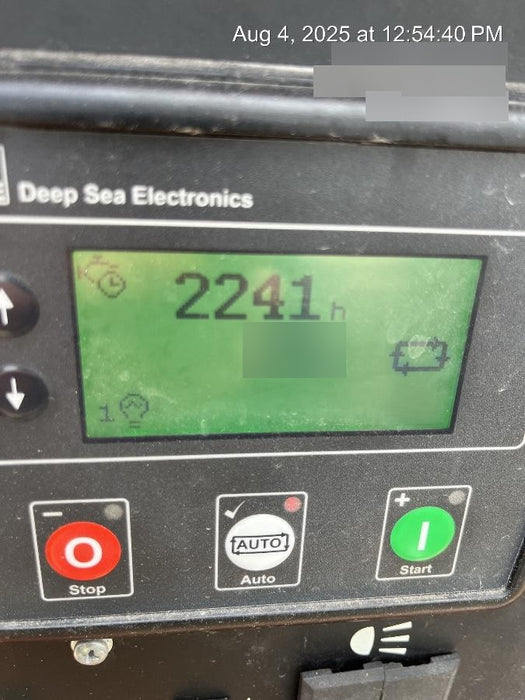 Aug 4, 2025 at 12:54:40 PM
Deep Sea Electronics
2241 h
1
Stop
AUTO
Auto
Start